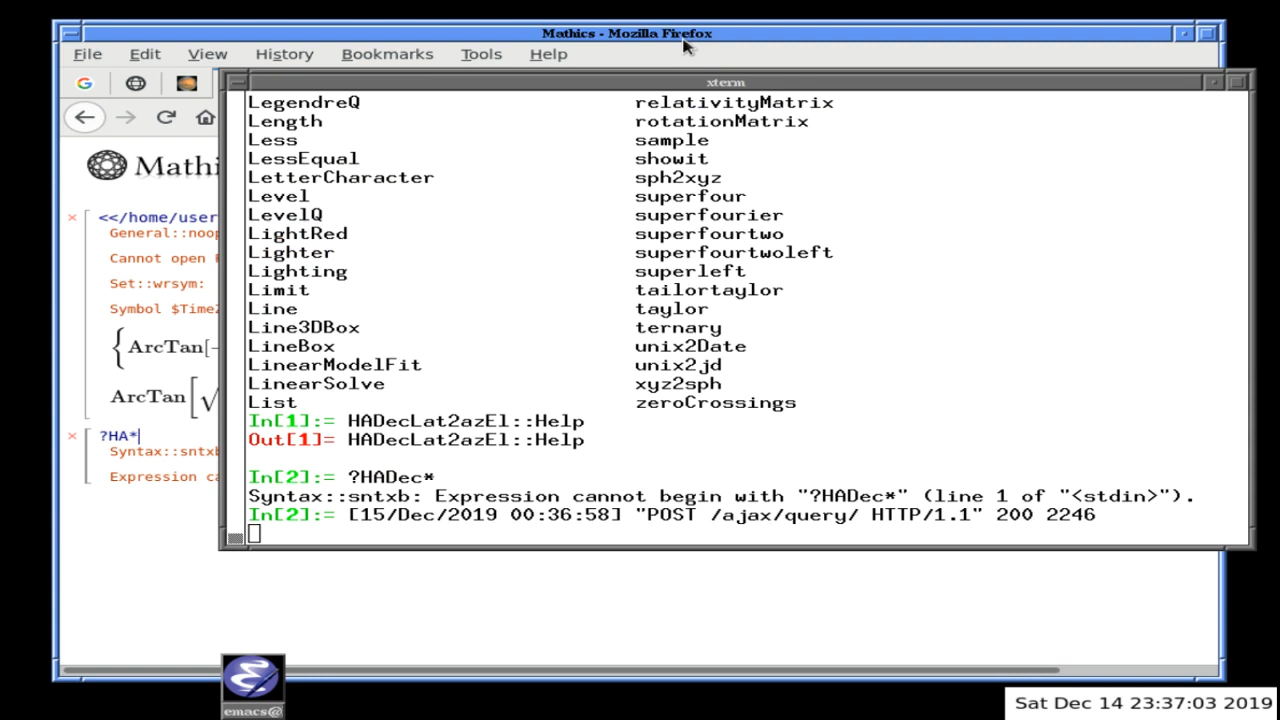 Mathics - Mozilla Firefox
File Edit View History Bookmarks Tools Help
xterm
Mathi
<</home/user
General::noop
Cannot open
Set::wrsym:
Symbol $TimeZ
{ArcTan[-
ArcTan[√
?HA*
Syntax::sntxb
Expression ca
LegendreQ relativityMatrix
Length rotationMatrix
Less sample
LessEqual showit
LetterCharacter sph2xyz
Level superfour
LevelQ superfourier
LightRed superfourtwo
Lighter superfourtwoleft
Lighting superleft
Limit tailortaylor
Line taylor
Line3DBox ternary
LineBox unix2Date
LinearModelFit unix2jd
LinearSolve xyz2sph
List zeroCrossings
In[1]:= HADecLat2azEl::Help
Out[1]= HADecLat2azEl::Help
In[2]:= ?HADec*
Syntax::sntxb: Expression cannot begin with "?HADec*" (line 1 of "<stdin>").
In[2]:= [15/Dec/2019 00:36:58] "POST /ajax/query/ HTTP/1.1" 200 2246
emacs@
Sat Dec 14 23:37:03 2019